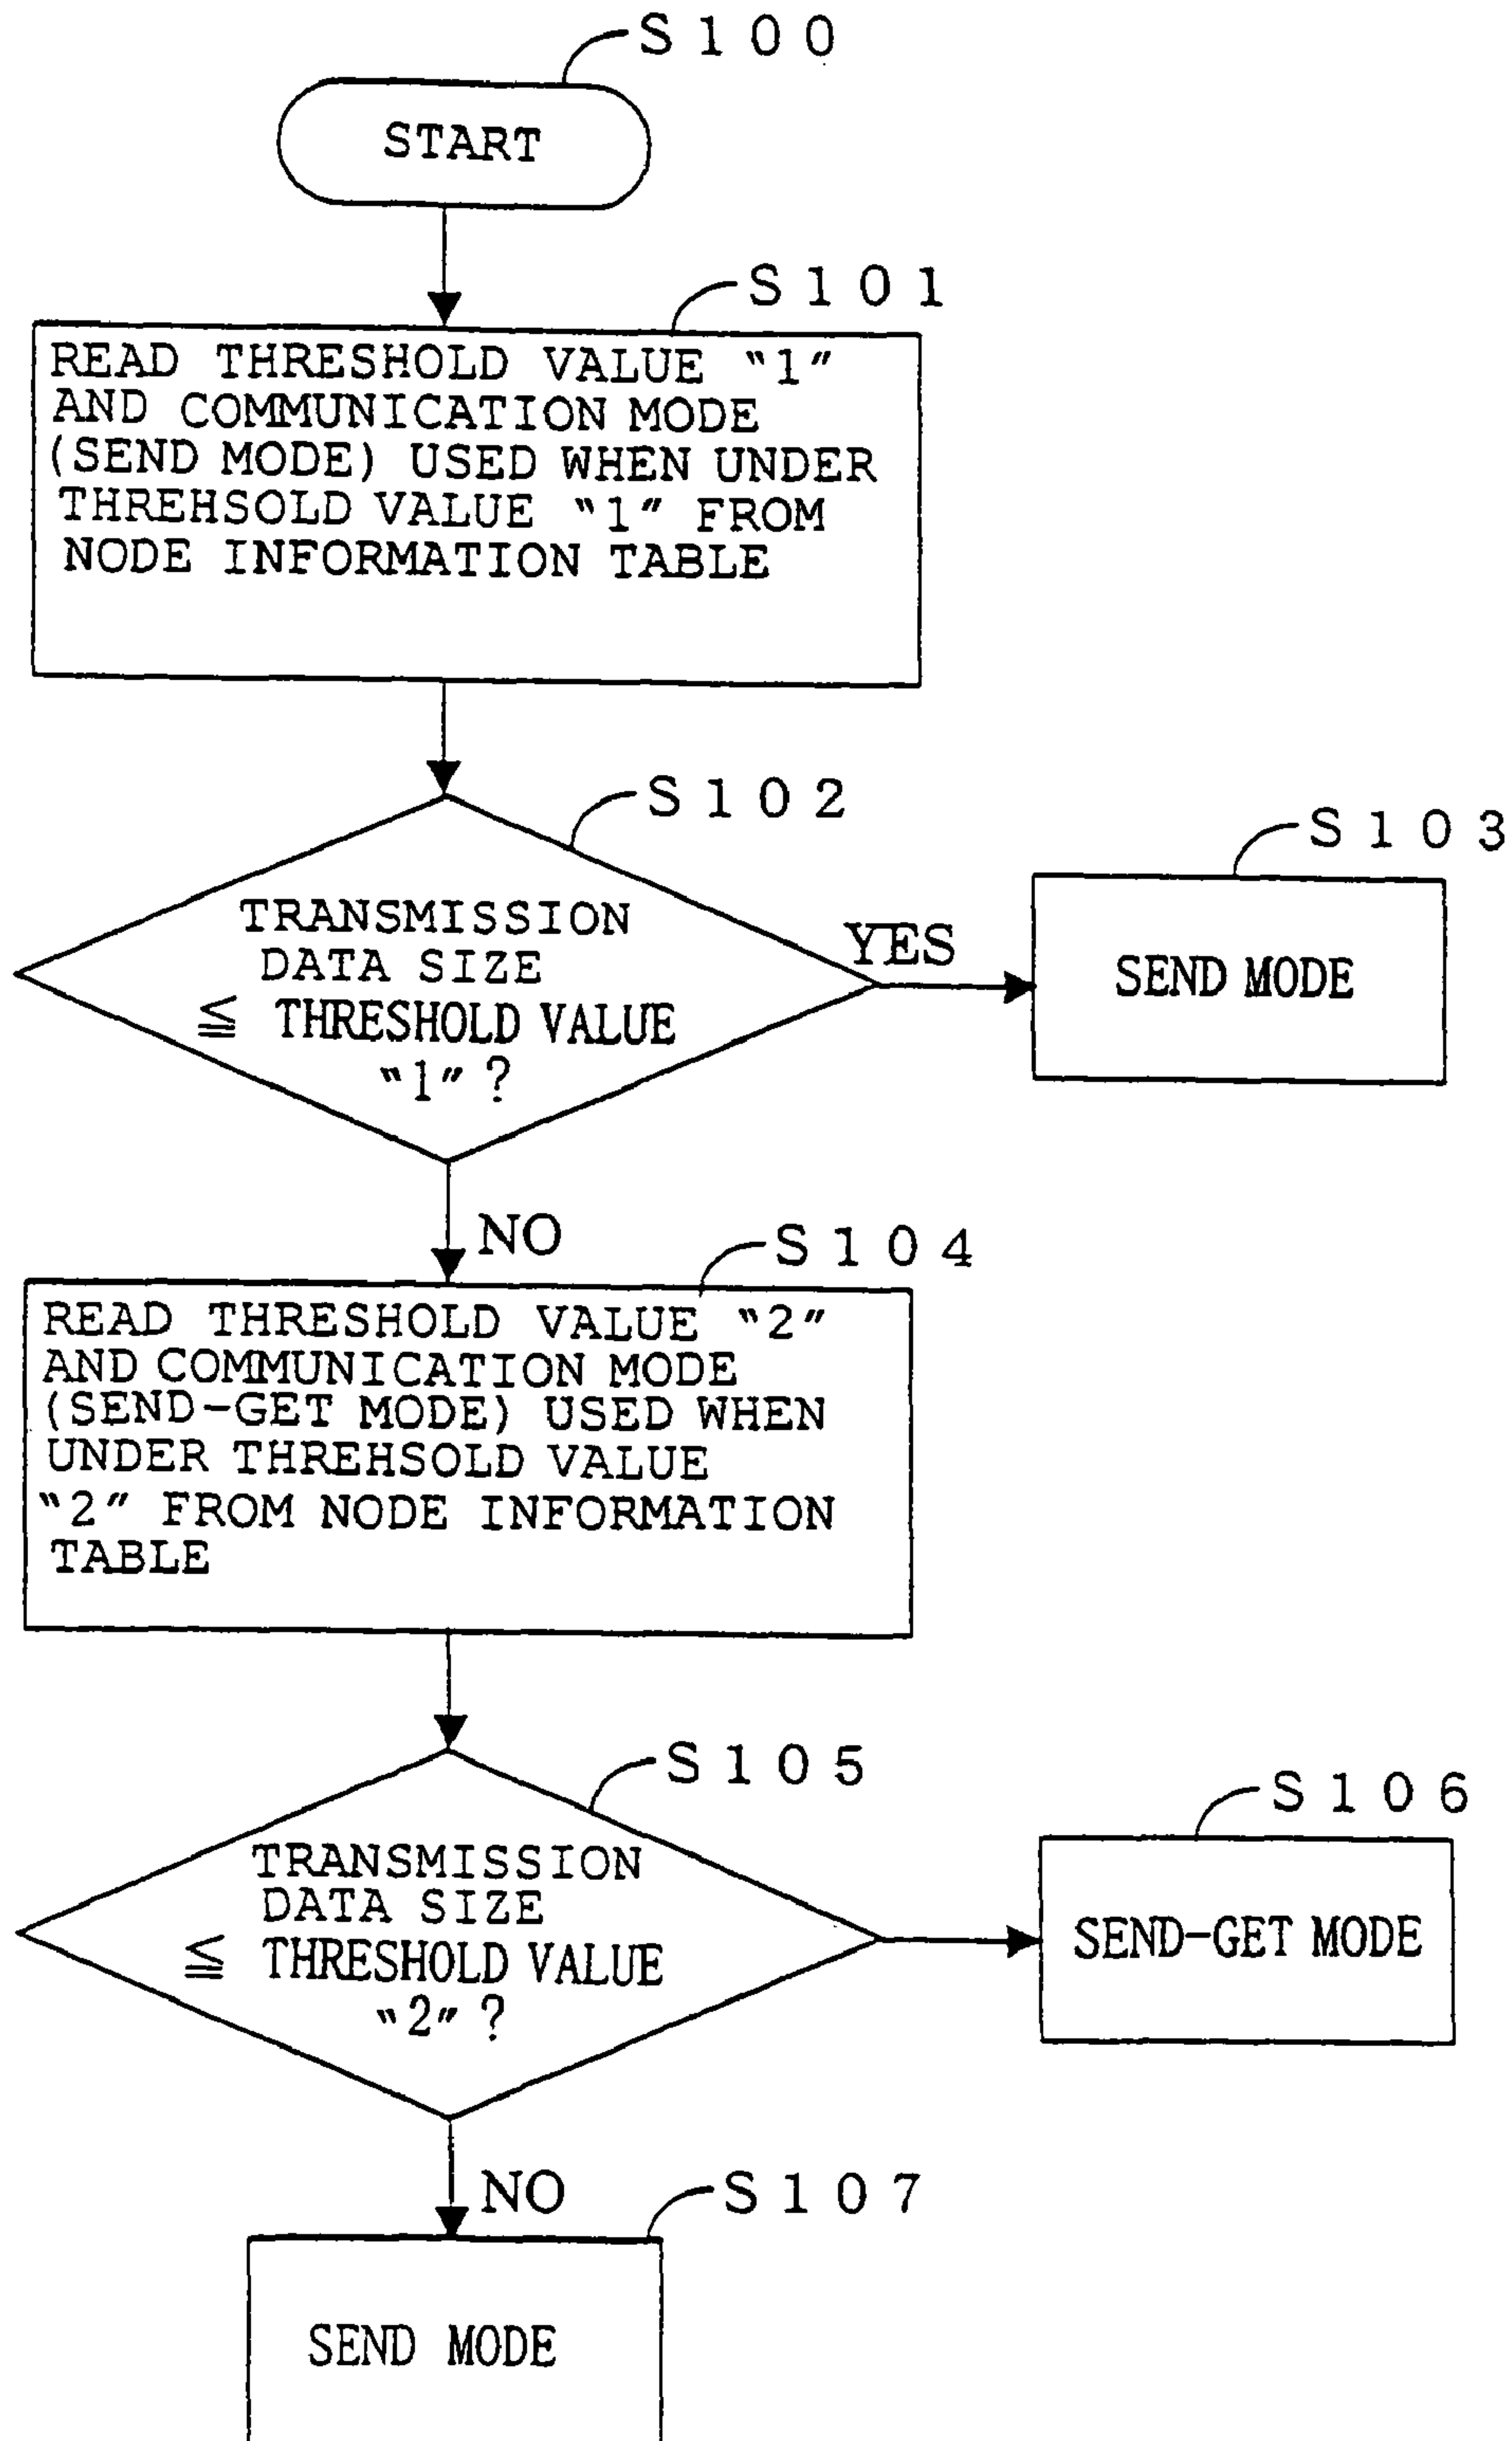 S100
START
S101
READ THRESHOLD VALUE "1"
AND COMMUNICATION MODE
(SEND MODE) USED WHEN UNDER
THREHSOLD VALUE "1" FROM
NODE INFORMATION TABLE
S102
TRANSMISSION
DATA SIZE
≦ THRESHOLD VALUE
"1" ?
YES
S103
SEND MODE
NO
S104
READ THRESHOLD VALUE "2"
AND COMMUNICATION MODE
(SEND-GET MODE) USED WHEN
UNDER THREHSOLD VALUE
"2" FROM NODE INFORMATION
TABLE
S105
TRANSMISSION
DATA SIZE
≦ THRESHOLD VALUE
"2" ?
S106
SEND-GET MODE
NO
S107
SEND MODE